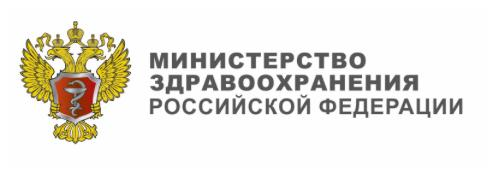 МИНИСТЕРСТВО
ЗДРАВООХРАНЕНИЯ
РОССИЙСКОЙ ФЕДЕРАЦИИ